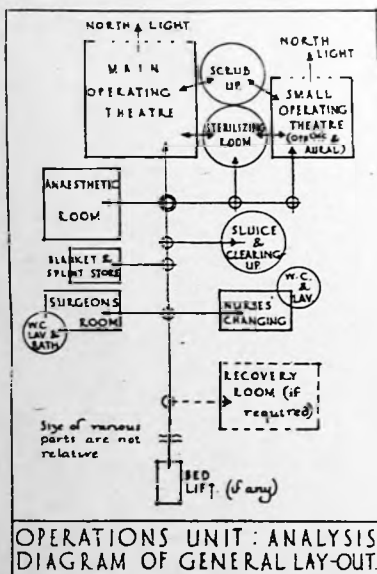 NORTH
LIGHT
MAIN
OPERATING
THEATRE
SCRUB
UP
NORTH
LIGHT
SMALL
OPERATING
THEATRE
AURAL)
STERILIZING
ROOM
ANAESTHETIC
ROOM
SLUICE
&
CLEARING
UP
BLANKET &
SPLINT STORE
SURGEONS
ROOM
W.C.
LAV &
BATH
W.C.
& LAV
NURSES'
CHANGING
RECOVERY
ROOM (if
required)
Size of various
parts are not
relative
BED
LIFT (if any)
OPERATIONS UNIT : ANALYSIS
DIAGRAM OF GENERAL LAY-OUT.